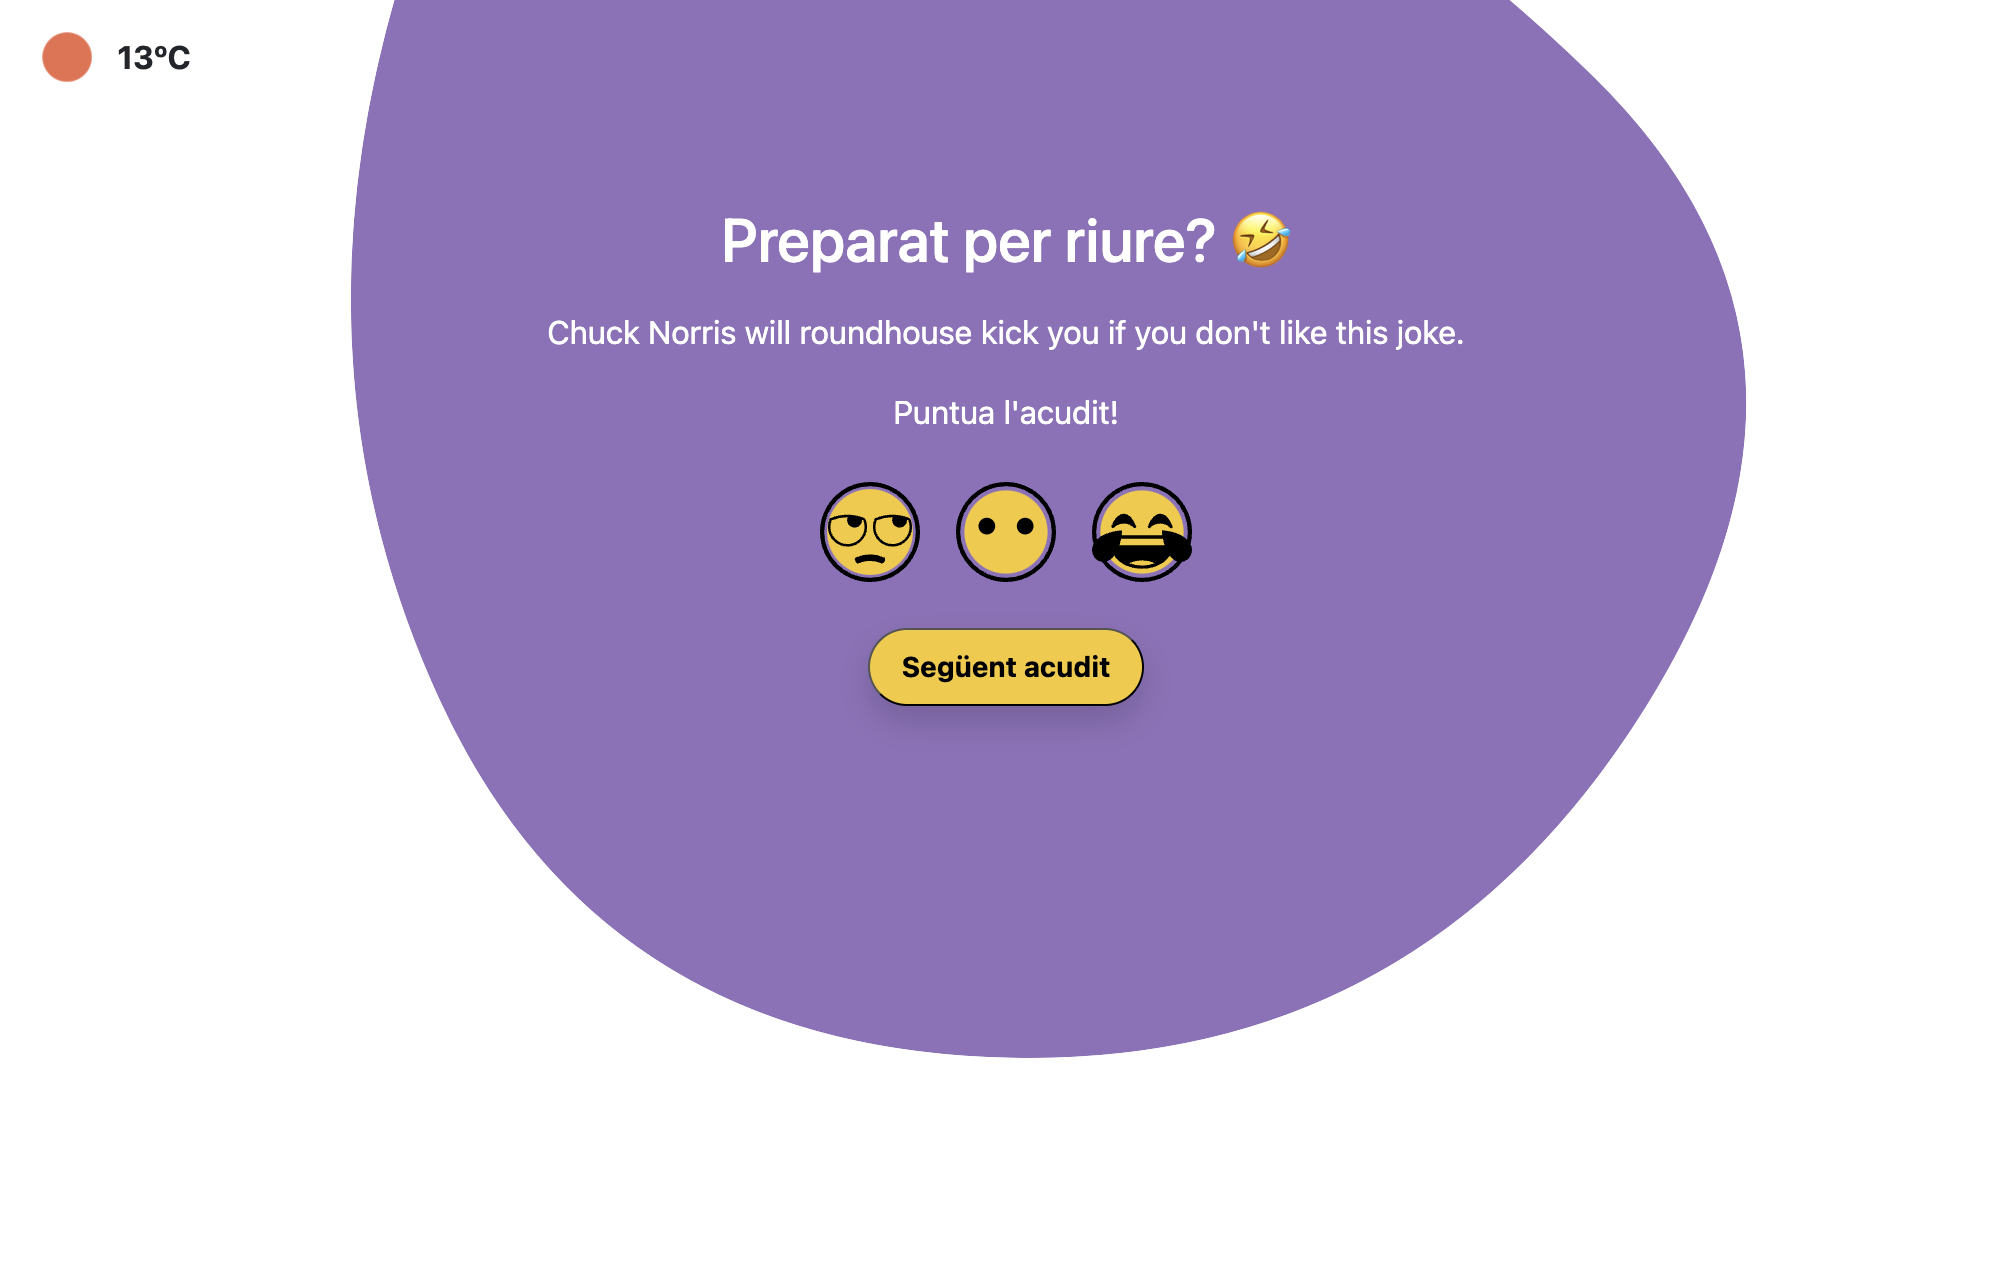 13ºC
Preparat per riure? 🤣
Chuck Norris will roundhouse kick you if you don't like this joke.
Puntua l'acudit!
Següent acudit